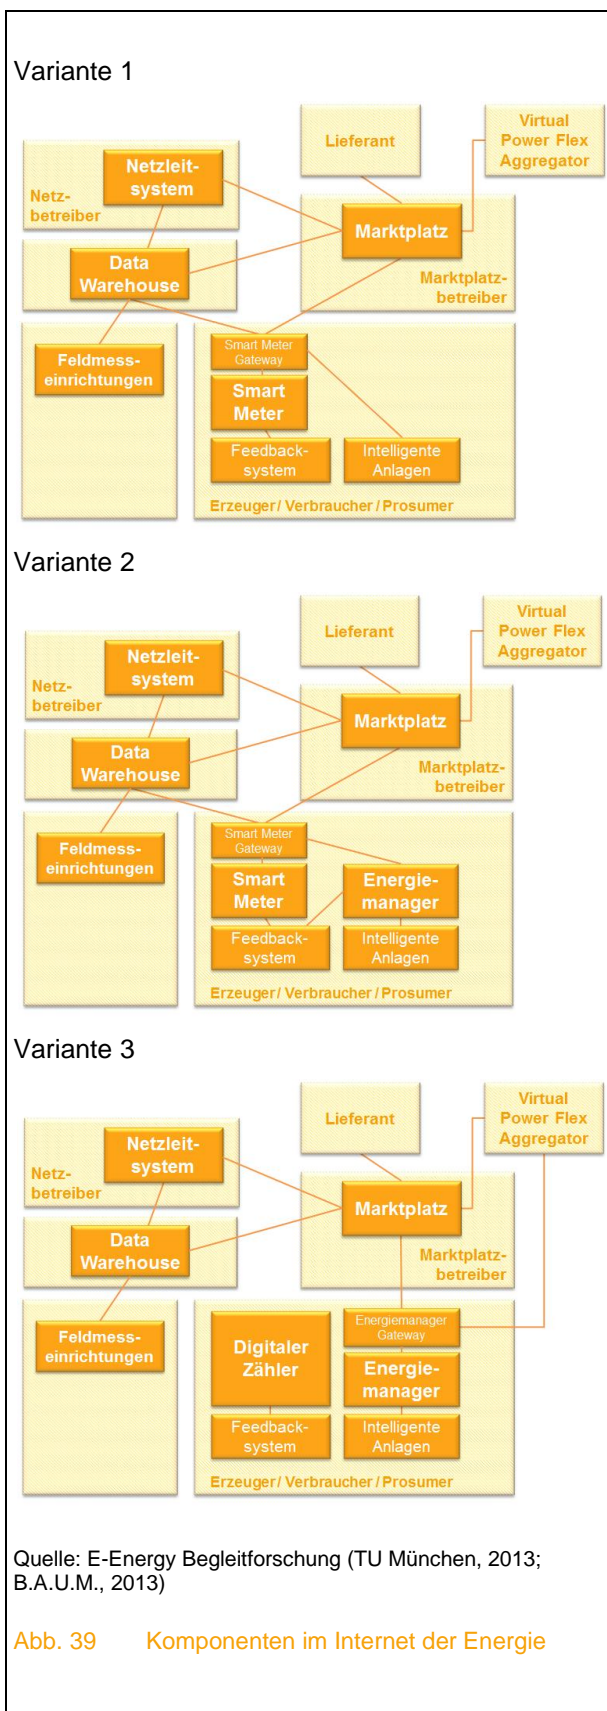 Variante 1
Virtual
Power Flex
Aggregator
Lieferant
Netzleit-
system
Netz-
betreiber
Marktplatz
Data
Warehouse
Marktplatz-
betreiber
Smart Meter
Gateway
Feldmess-
einrichtungen
Smart
Meter
Feedback-
system
Intelligente
Anlagen
Erzeuger/ Verbraucher / Prosumer
Variante 2
Virtual
Power Flex
Aggregator
Lieferant
Netzleit-
system
Netz-
betreiber
Marktplatz
Data
Warehouse
Marktplatz-
betreiber
Smart Meter
Gateway
Feldmess-
einrichtungen
Smart
Meter
Energie-
manager
Feedback-
system
Intelligente
Anlagen
Erzeuger/ Verbraucher / Prosumer
Variante 3
Virtual
Power Flex
Aggregator
Lieferant
Netzleit-
system
Netz-
betreiber
Marktplatz
Data
Warehouse
Marktplatz-
betreiber
Energiemanager
Gateway
Feldmess-
einrichtungen
Digitaler
Zähler
Energie-
manager
Feedback-
system
Intelligente
Anlagen
Erzeuger/ Verbraucher / Prosumer
Quelle: E-Energy Begleitforschung (TU München, 2013;
B.A.U.M., 2013)
Abb. 39 Komponenten im Internet der Energie